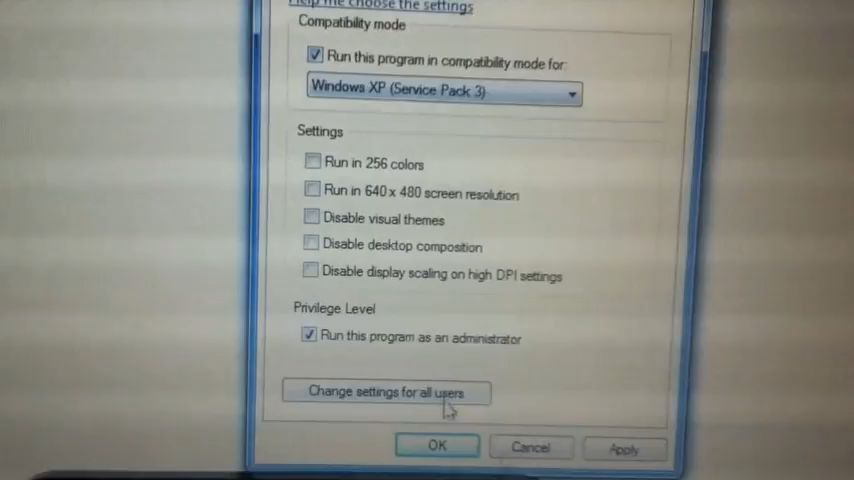 Help me choose the settings
Compatibility mode
Run this program in compatibility mode for:
Windows XP (Service Pack 3)
Settings
Run in 256 colors
Run in 640 x 480 screen resolution
Disable visual themes
Disable desktop composition
Disable display scaling on high DPI settings
Privilege Level
Run this program as an administrator
Change settings for all users
OK
Cancel
Apply